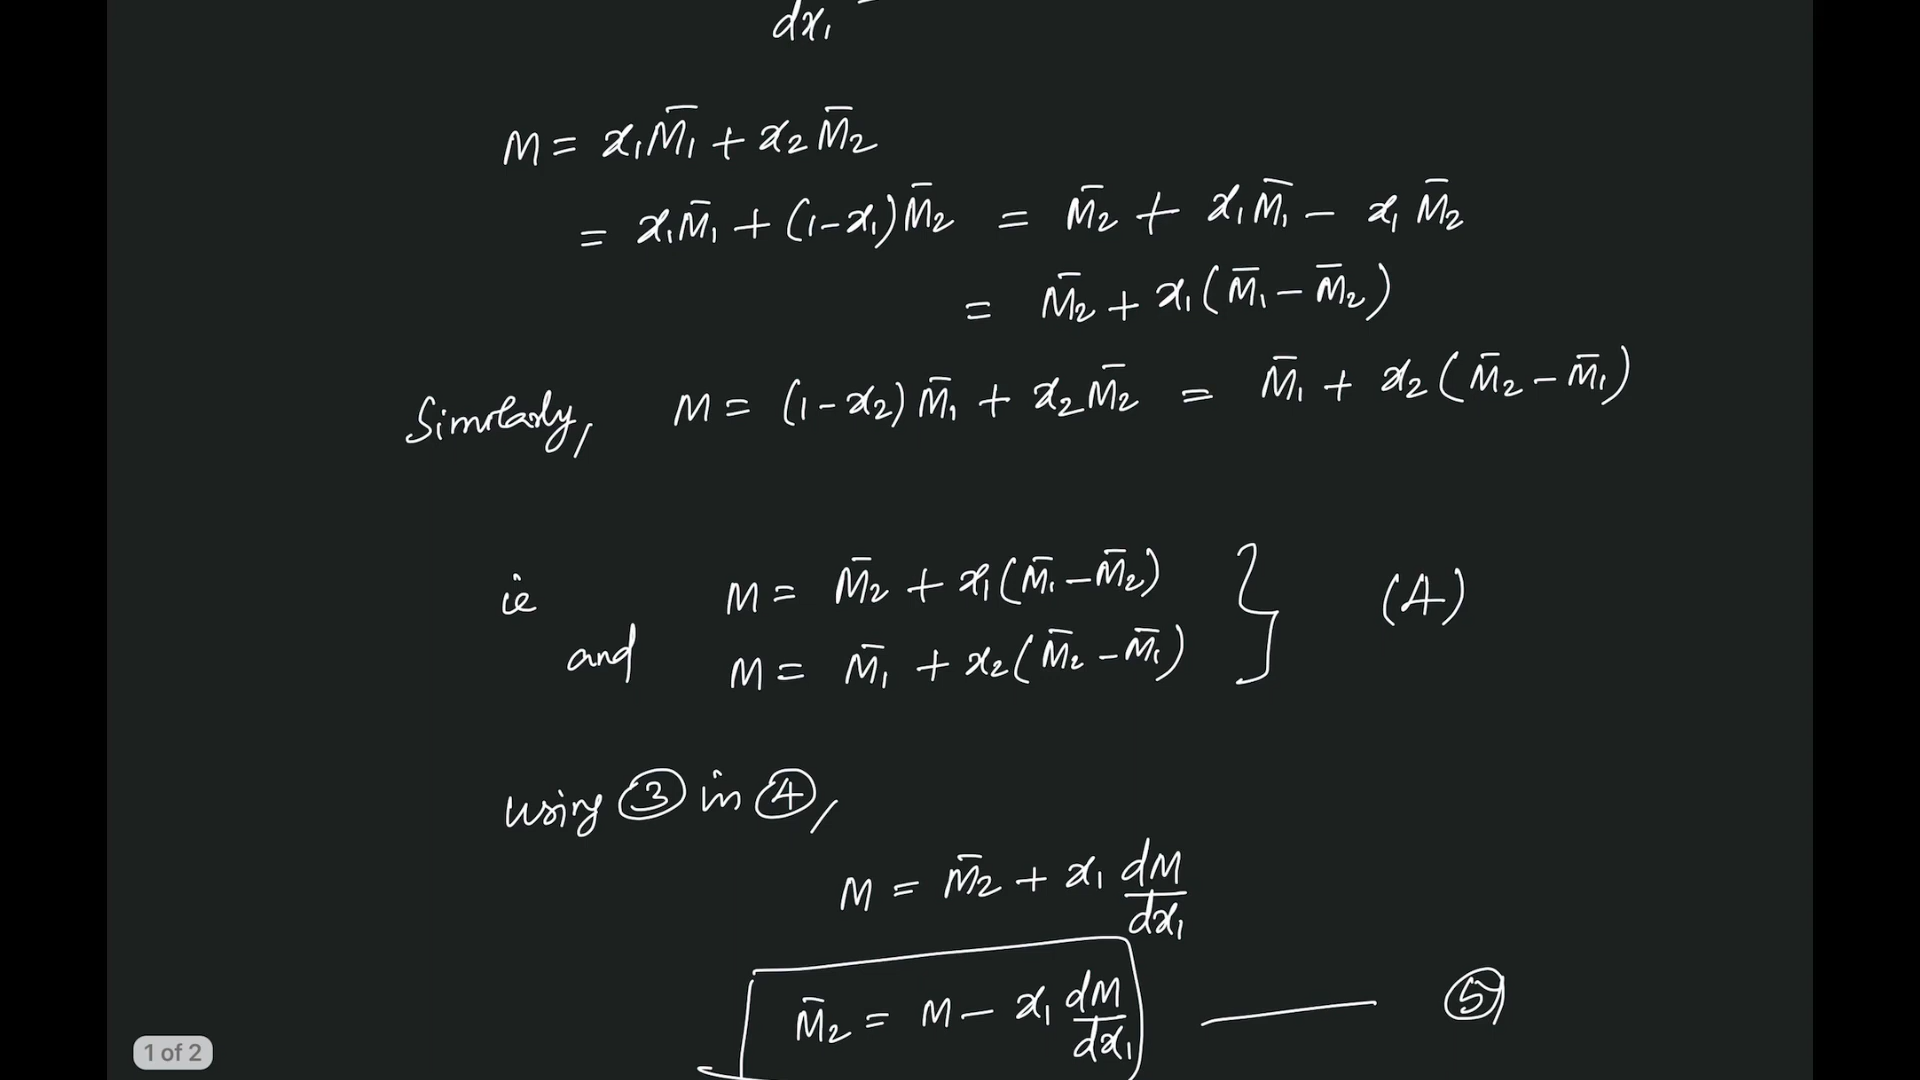 dx₁
M = x₁M̄₁ + x₂M̄₂
= x₁M̄₁ + (1-x₁)M̄₂ = M̄₂ + x₁M̄₁ - x₁M̄₂
= M̄₂ + x₁(M̄₁ - M̄₂)
Similarly, M = (1-x₂)M̄₁ + x₂M̄₂ = M̄₁ + x₂(M̄₂ - M̄₁)
ie M = M̄₂ + x₁(M̄₁ - M̄₂)
and M = M̄₁ + x₂(M̄₂ - M̄₁) } (4)
using ③ in ④,
M = M̄₂ + x₁ dM/dx₁
M̄₂ = M - x₁ dM/dx₁ —— ⑤
1 of 2